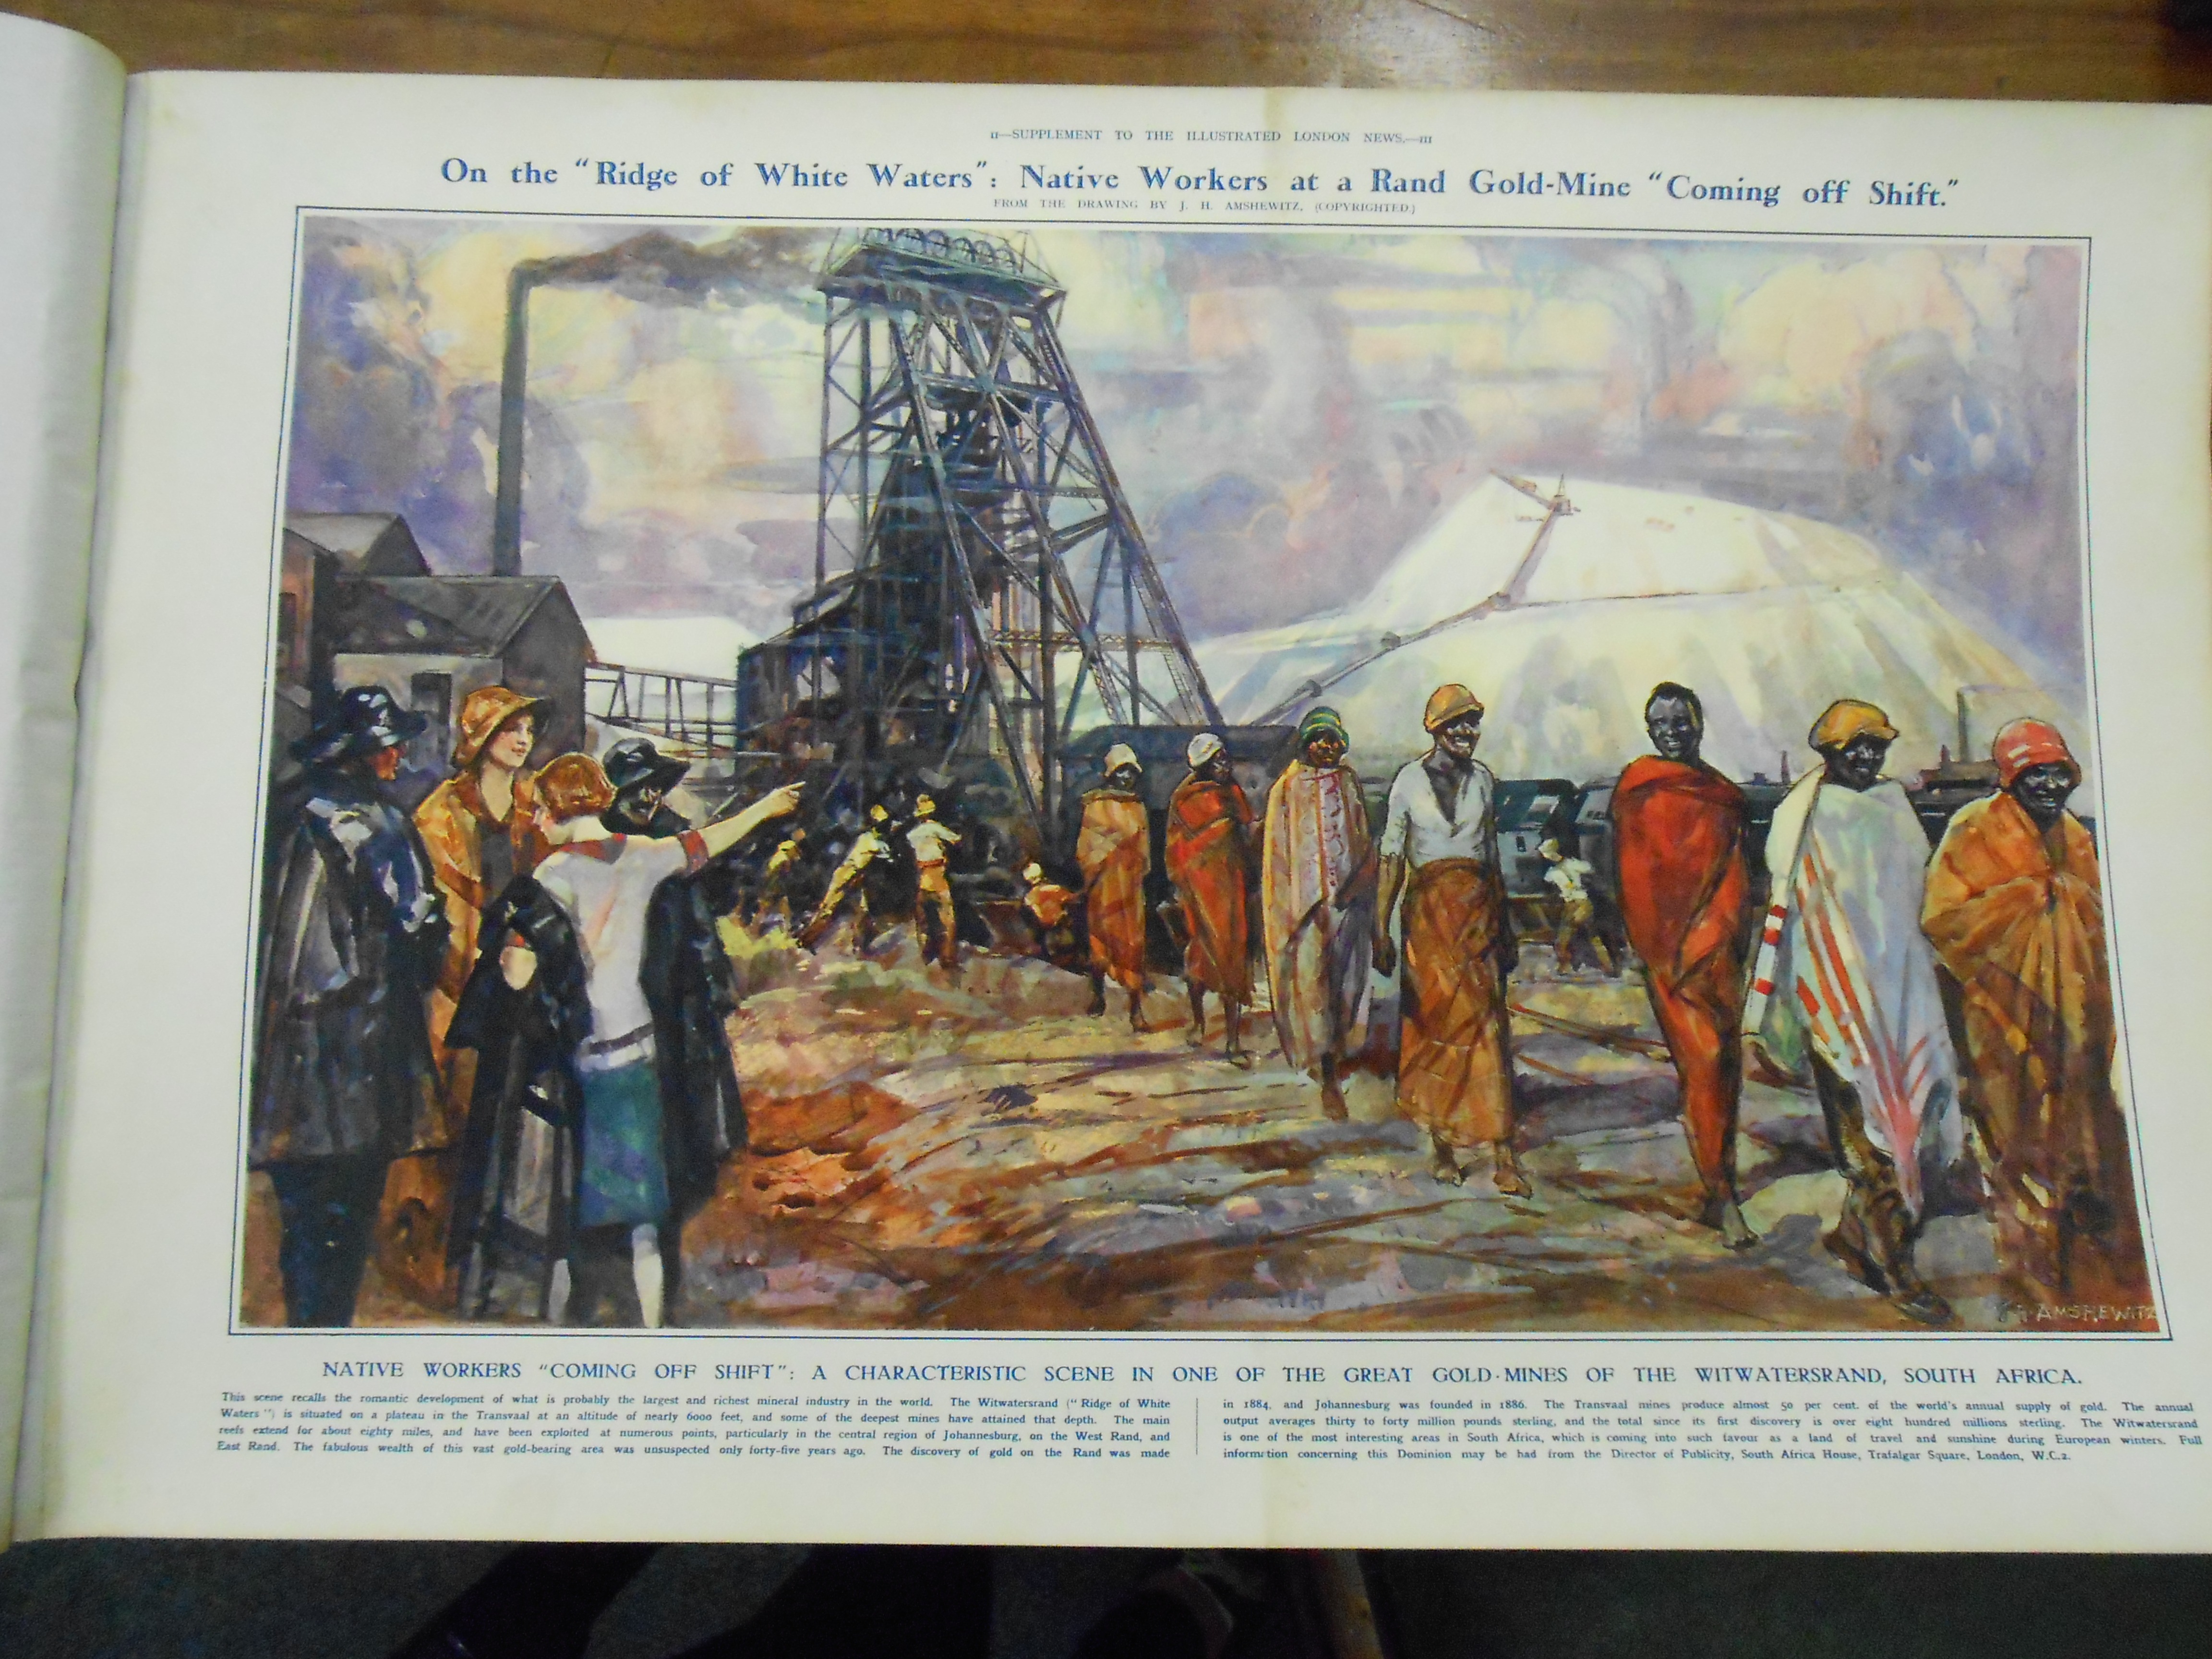 II—SUPPLEMENT TO THE ILLUSTRATED LONDON NEWS.—III
On the "Ridge of White Waters": Native Workers at a Rand Gold-Mine "Coming off Shift."
FROM THE DRAWING BY J. H. AMSHEWITZ. (COPYRIGHTED.)
AMSHEWITZ
NATIVE WORKERS "COMING OFF SHIFT": A CHARACTERISTIC SCENE IN ONE OF THE GREAT GOLD-MINES OF THE WITWATERSRAND, SOUTH AFRICA.
This scene recalls the romantic development of what is probably the largest and richest mineral industry in the world. The Witwatersrand ("Ridge of White
Waters") is situated on a plateau in the Transvaal at an altitude of nearly 6000 feet, and some of the deepest mines have attained that depth. The main
reefs extend for about eighty miles, and have been exploited at numerous points, particularly in the central region of Johannesburg, on the West Rand, and
East Rand. The fabulous wealth of this vast gold-bearing area was unsuspected only forty-five years ago. The discovery of gold on the Rand was made
in 1884, and Johannesburg was founded in 1886. The Transvaal mines produce almost 50 per cent. of the world's annual supply of gold. The annual
output averages thirty to forty million pounds sterling, and the total since its first discovery is over eight hundred millions sterling. The Witwatersrand
is one of the most interesting areas in South Africa, which is coming into such favour as a land of travel and sunshine during European winters. Full
information concerning this Dominion may be had from the Director of Publicity, South Africa House, Trafalgar Square, London, W.C.2.